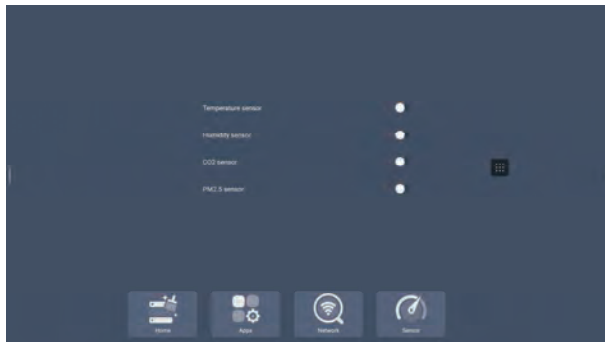 Temperature sensor
Humidity sensor
CO2 sensor
PM2.5 sensor
Home
Apps
Network
Sensor